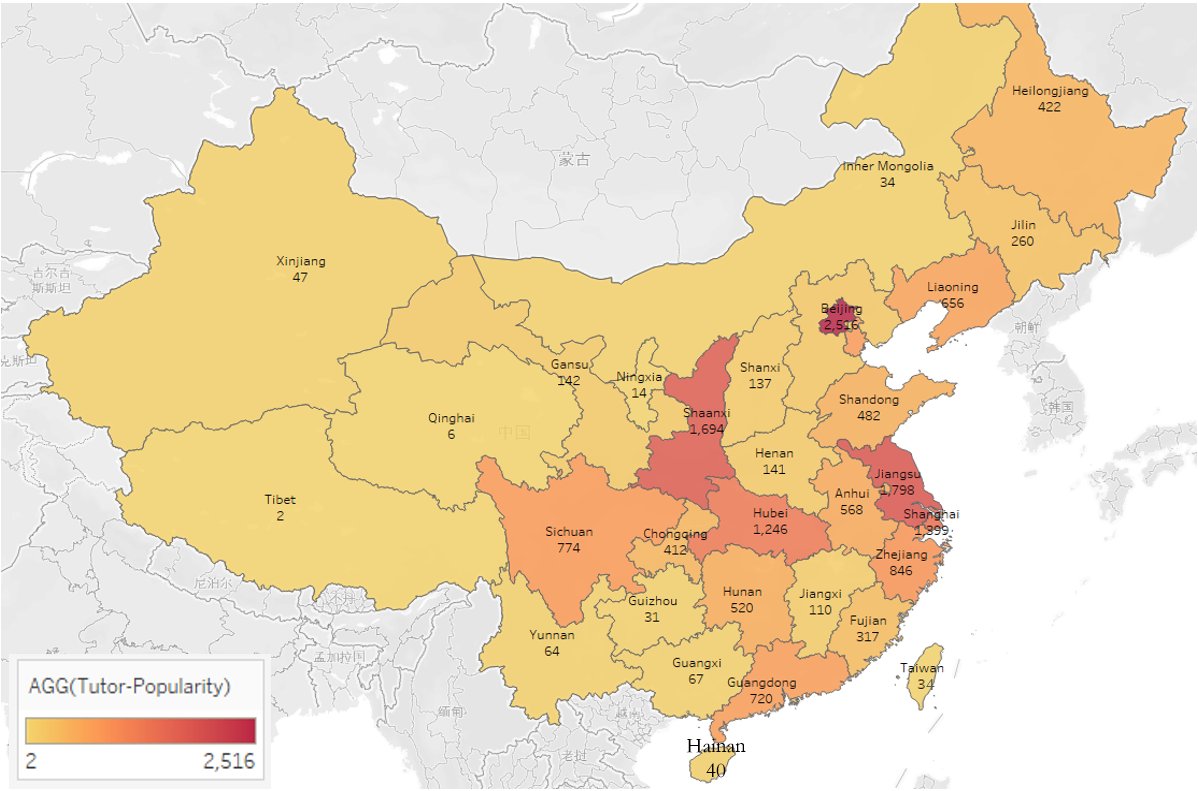 Heilongjiang
422
蒙古
Inner Mongolia
34
Jilin
260
Xinjiang
47
吉尔吉
斯斯坦
Liaoning
656
Beijing
2,516
朝鲜
克斯坦
Gansu
142
Ningxia
14
Shanxi
137
Shandong
482
韩国
Qinghai
6
中国
Shaanxi
1,694
Henan
141
Jiangsu
1,798
Anhui
568
Tibet
2
Shanghai
1,399
Hubei
1,246
Sichuan
774
Chongqing
412
Zhejiang
846
尼泊尔
Guizhou
31
Hunan
520
Jiangxi
110
Fujian
317
Yunnan
64
孟加拉国
Guangxi
67
Guangdong
720
Taiwan
34
缅甸
越南
老挝
Hainan
40
AGG(Tutor-Popularity)
2
2,516